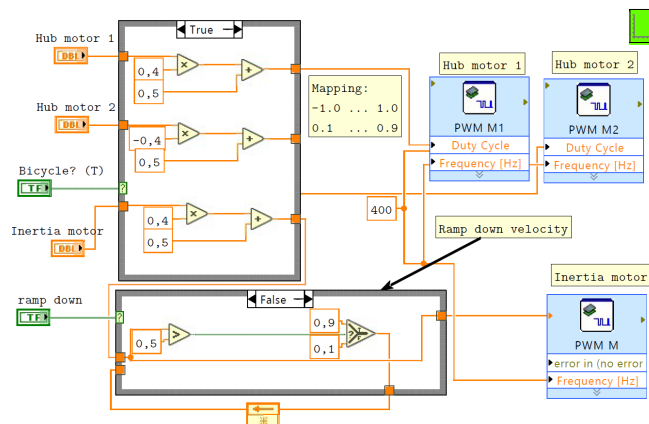 True
Hub motor 1
DBL
×
0,4
+
0,5
Hub motor 2
DBL
×
-0,4
+
0,5
Bicycle? (T)
TF
?
Inertia motor
DBL
×
0,4
+
0,5
Mapping:
-1.0 ... 1.0
0.1 ... 0.9
Hub motor 1
PWM M1
Duty Cycle
Frequency [Hz]
Hub motor 2
PWM M2
Duty Cycle
Frequency [Hz]
400
Ramp down velocity
False
ramp down
TF
?
>
0,5
0,9
?
T
F
0,1
Inertia motor
PWM M
error in (no error
Frequency [Hz]